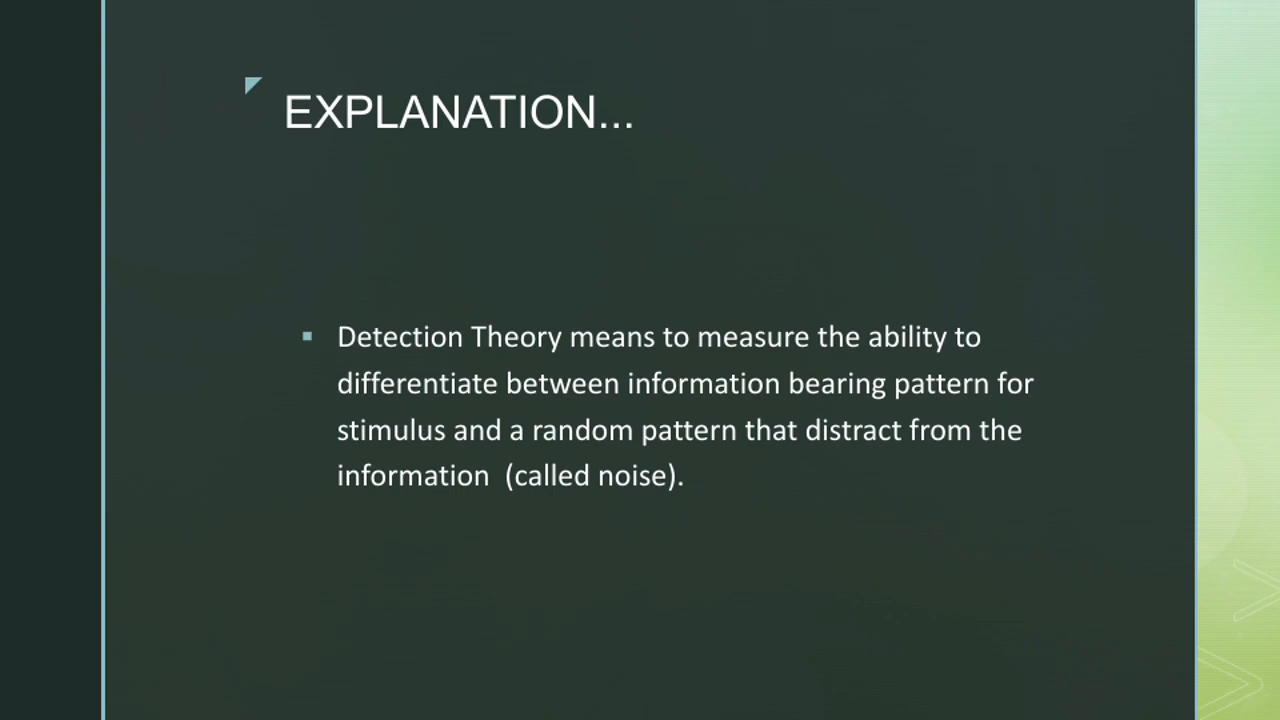 EXPLANATION...
Detection Theory means to measure the ability to
differentiate between information bearing pattern for
stimulus and a random pattern that distract from the
information  (called noise).